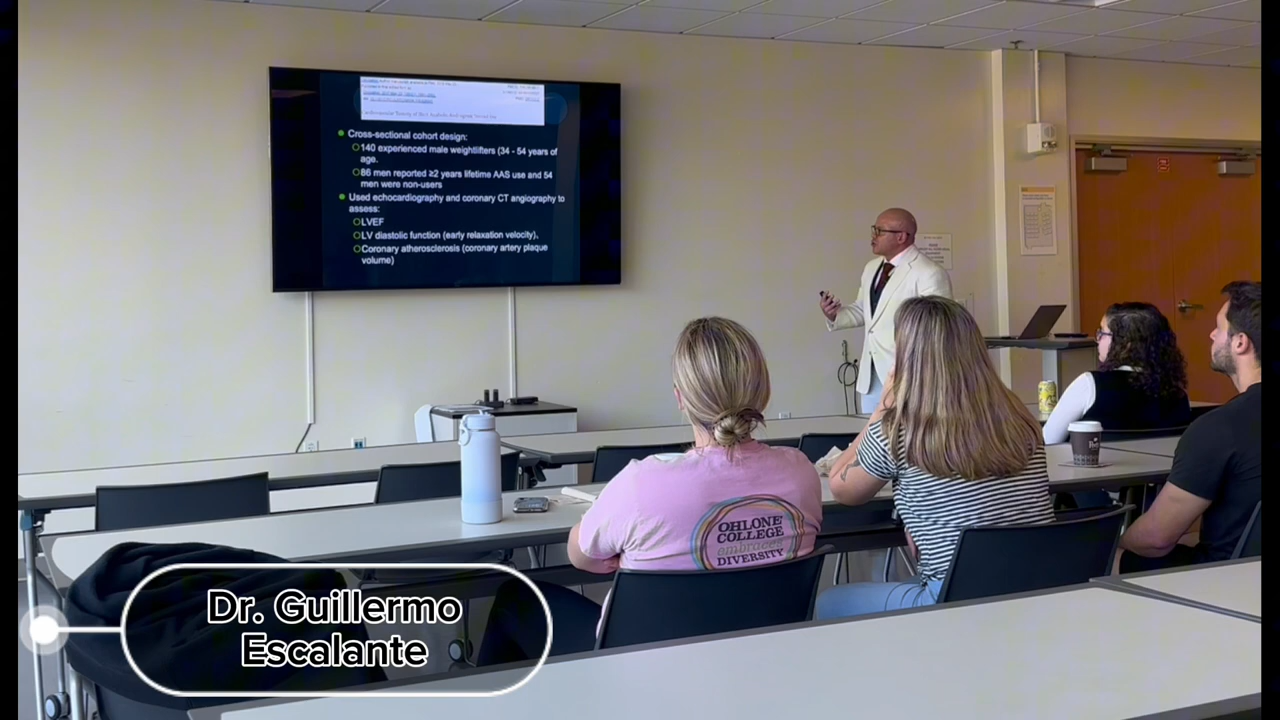 Cross-sectional cohort design:
140 experienced male weightlifters (34 - 54 years of
age.
86 men reported ≥2 years lifetime AAS use and 54
men were non-users
Used echocardiography and coronary CT angiography to
assess:
LVEF
LV diastolic function (early relaxation velocity),
Coronary atherosclerosis (coronary artery plaque
volume)
OHLONE
COLLEGE
embraces
DIVERSITY
Dr. Guillermo
Escalante